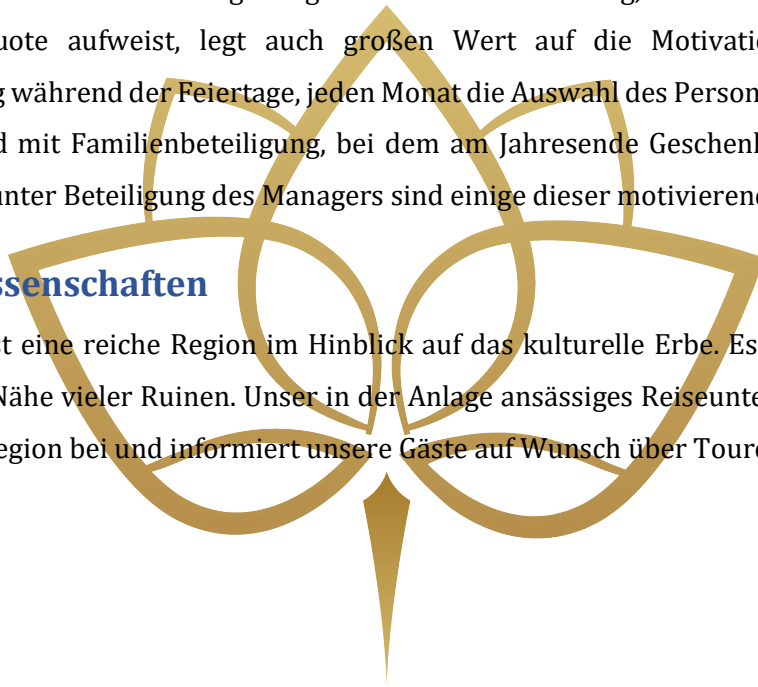 uote aufweist, legt auch großen Wert auf die Motivati
während der Feiertage, jeden Monat die Auswahl des Person
mit Familienbeteiligung, bei dem am Jahresende Geschenk
unter Beteiligung des Managers sind einige dieser motivieren
ssenschaften
st eine reiche Region im Hinblick auf das kulturelle Erbe. Es
Nähe vieler Ruinen. Unser in der Anlage ansässiges Reiseunte
egion bei und informiert unsere Gäste auf Wunsch über Toure